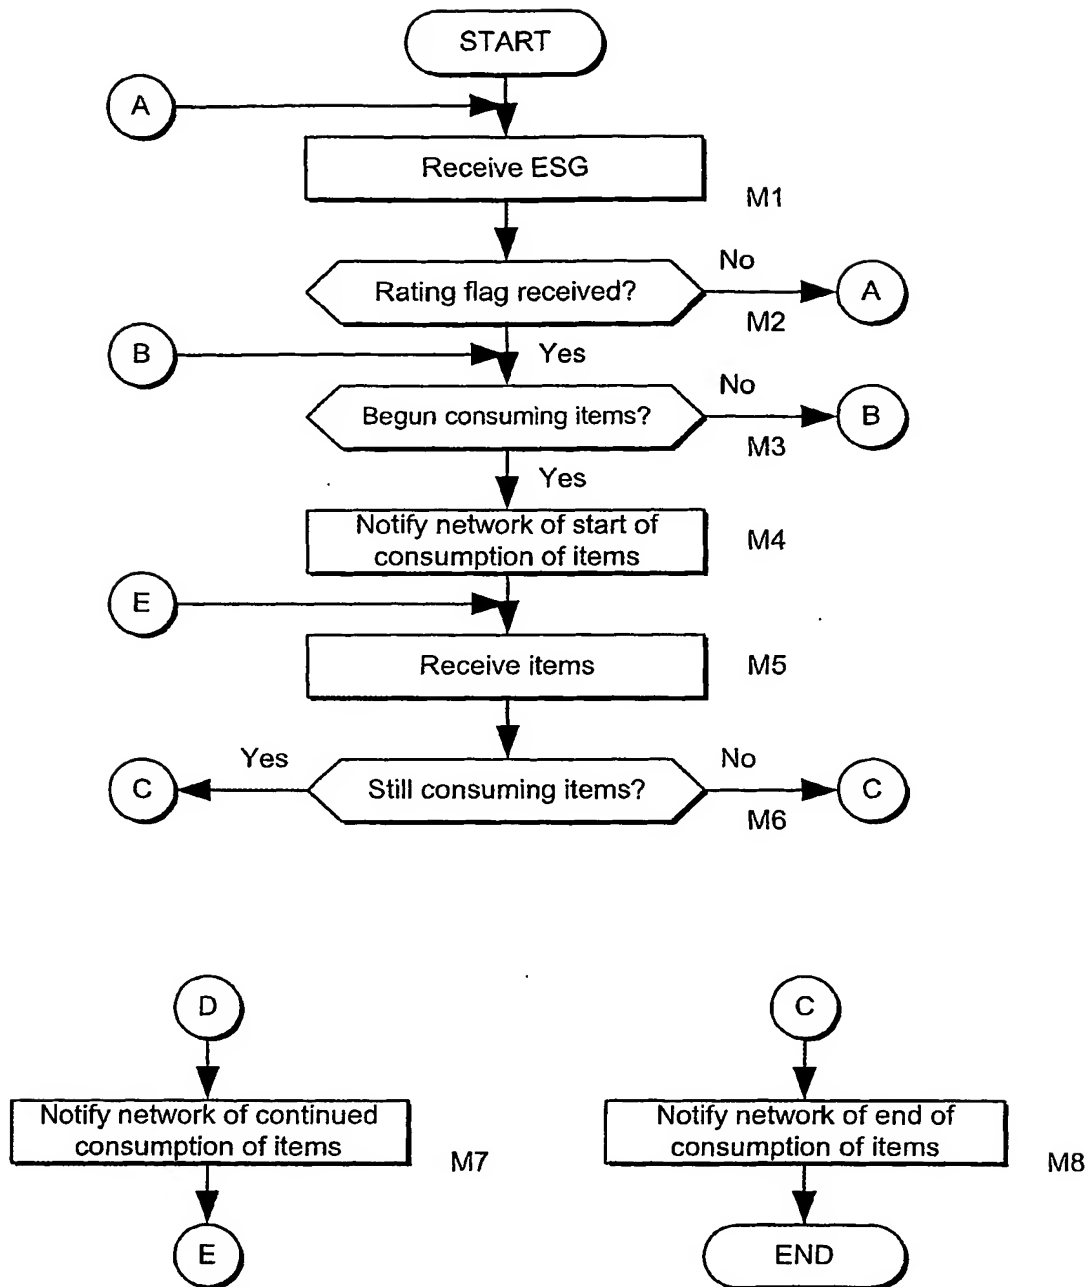 START
A
Receive ESG
M1
Rating flag received?
No
A
M2
B
Yes
Begun consuming items?
No
B
M3
Yes
Notify network of start of
consumption of items
M4
E
Receive items
M5
Yes
C
Still consuming items?
No
C
M6
D
C
Notify network of continued
consumption of items
M7
Notify network of end of
consumption of items
M8
E
END